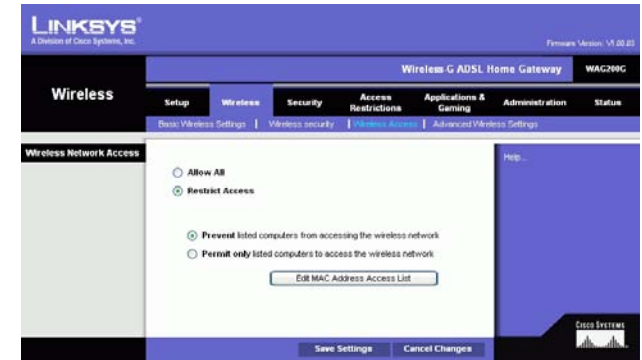 LINKSYS®
A Division of Cisco Systems, Inc.
Firmware Version: V1.00.03
Wireless-G ADSL Home Gateway WAG200G
Wireless
Setup Wireless Security Access Restrictions Applications & Gaming Administration Status
Basic Wireless Settings | Wireless security | Wireless Access | Advanced Wireless Settings
Wireless Network Access
Help...
Allow All
Restrict Access
Prevent listed computers from accessing the wireless network
Permit only listed computers to access the wireless network
Edit MAC Address Access List
Save Settings Cancel Changes
CISCO SYSTEMS